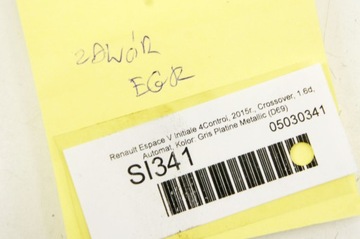 ZAWÓR
EGR
Renault Espace V Initiale 4Control, 2015r., Crossover, 1.6d,
Automat, Kolor: Gris Platine Metallic (D69)
SI341
05030341